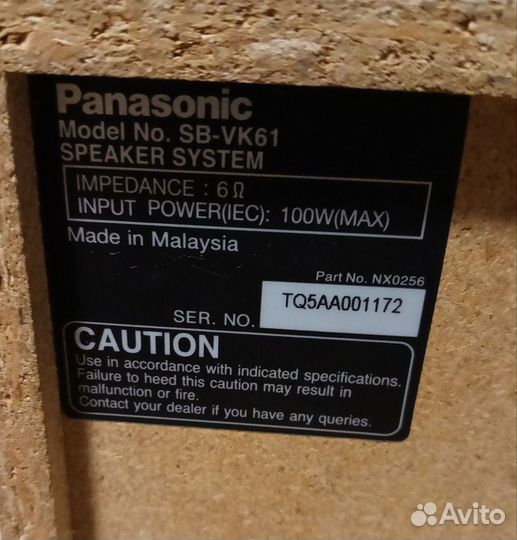 Panasonic
Model No. SB-VK61
SPEAKER SYSTEM
IMPEDANCE : 6Ω
INPUT POWER(IEC): 100W(MAX)
Made in Malaysia
Part No. NX0256
SER. NO. TQ5AA001172
CAUTION
Use in accordance with indicated specifications.
Failure to heed this caution may result in
malfunction or fire.
Contact your dealer if you have any queries.
Avito